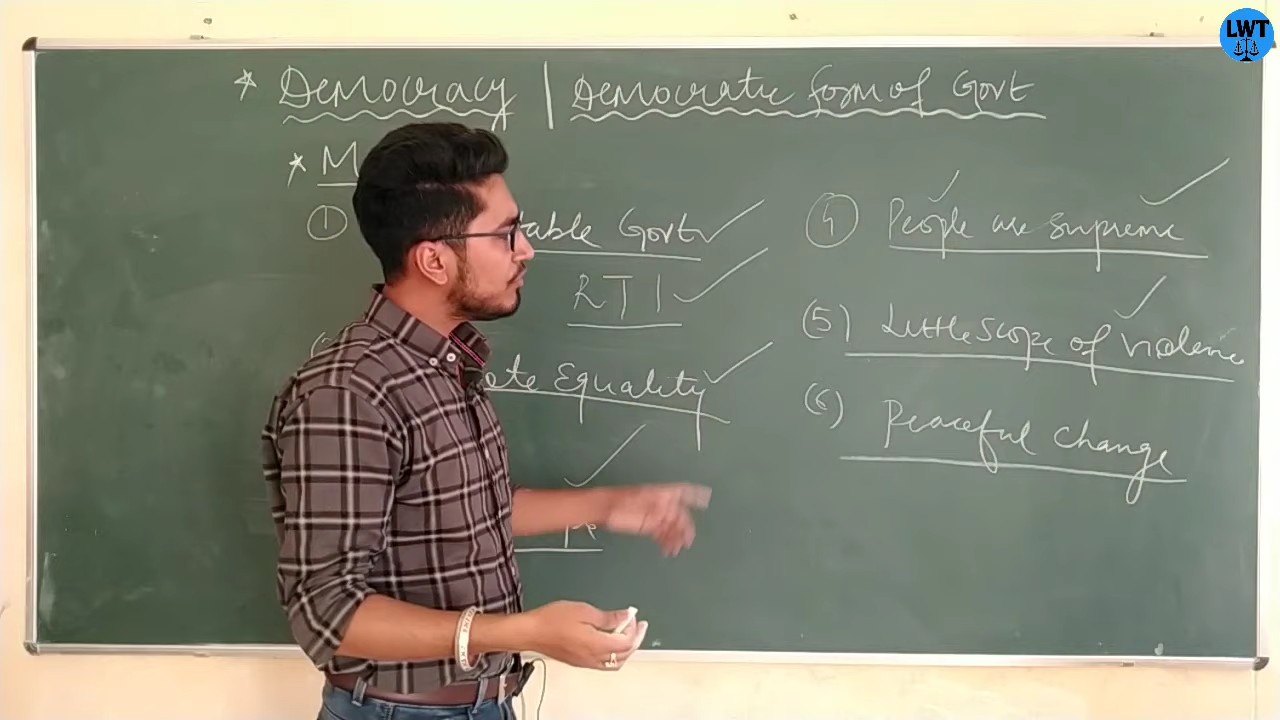 LWT
* Democracy | Democratic form of Govt
* M
① able Govt
RTI
ote Equality
④ People are supreme
(5) Little scope of violence
(6) Peaceful change